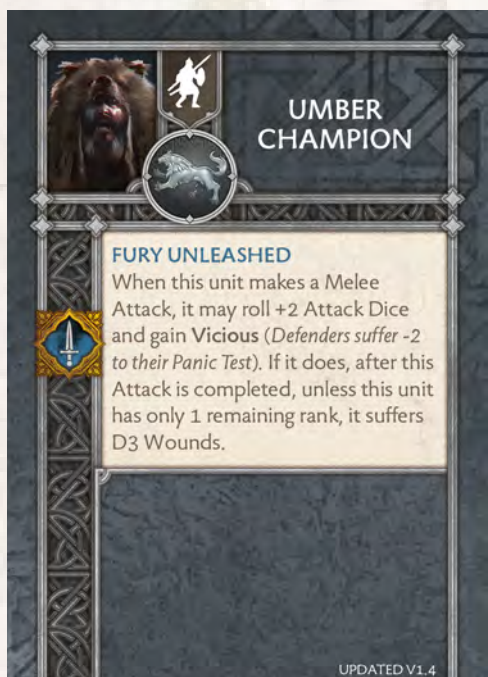 UMBER
CHAMPION
FURY UNLEASHED
When this unit makes a Melee
Attack, it may roll +2 Attack Dice
and gain Vicious (Defenders suffer -2
to their Panic Test). If it does, after this
Attack is completed, unless this unit
has only 1 remaining rank, it suffers
D3 Wounds.
UPDATED V1.4